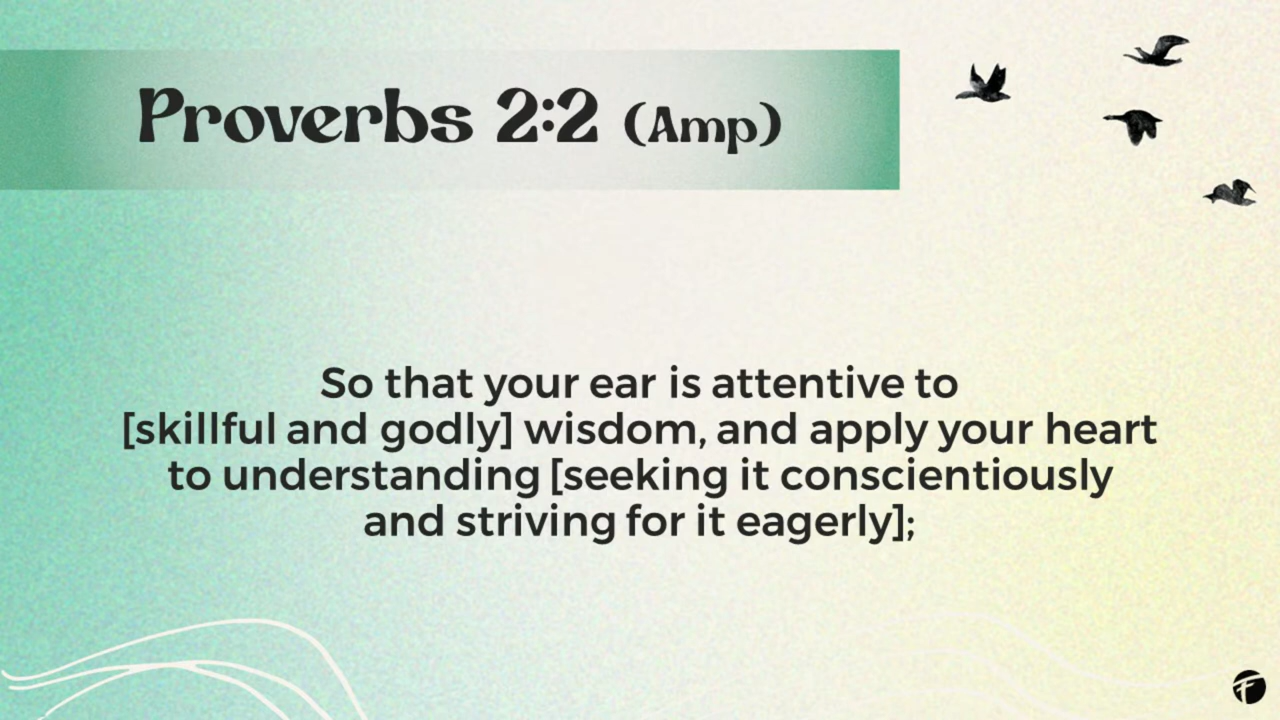 Proverbs 2:2 (Amp)
So that your ear is attentive to
[skillful and godly] wisdom, and apply your heart
to understanding [seeking it conscientiously
and striving for it eagerly];